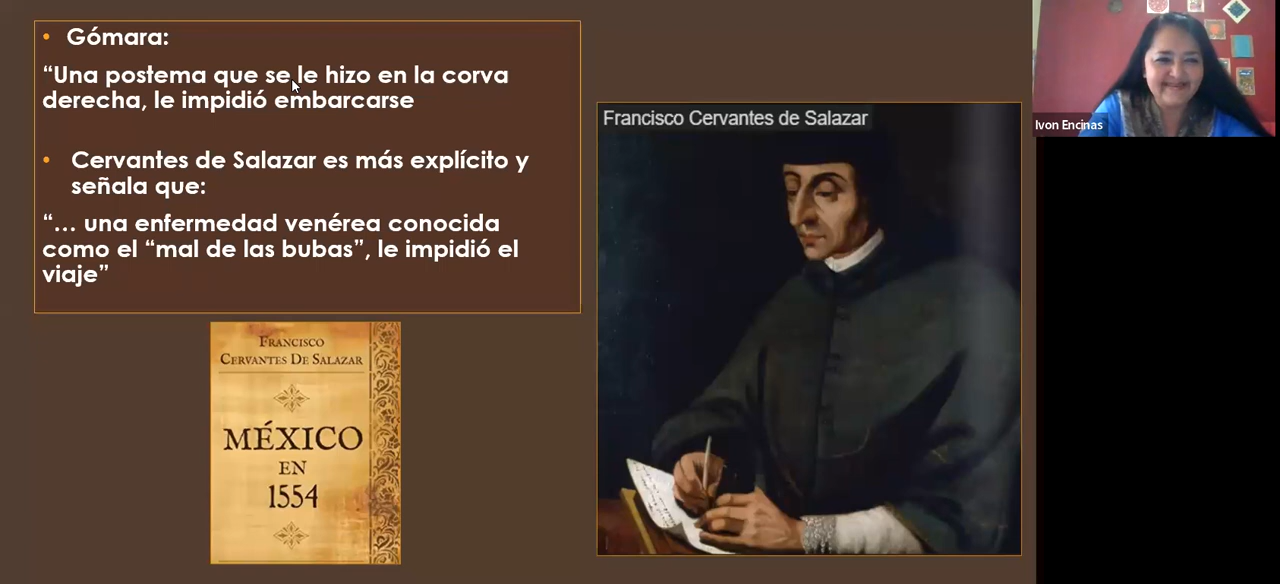 • Gómara:
“Una postema que se le hizo en la corva
derecha, le impidió embarcarse
• Cervantes de Salazar es más explícito y
señala que:
“… una enfermedad venérea conocida
como el “mal de las bubas”, le impidió el
viaje”
Francisco
Cervantes De Salazar
MÉXICO
EN
1554
Francisco Cervantes de Salazar
Ivon Encinas